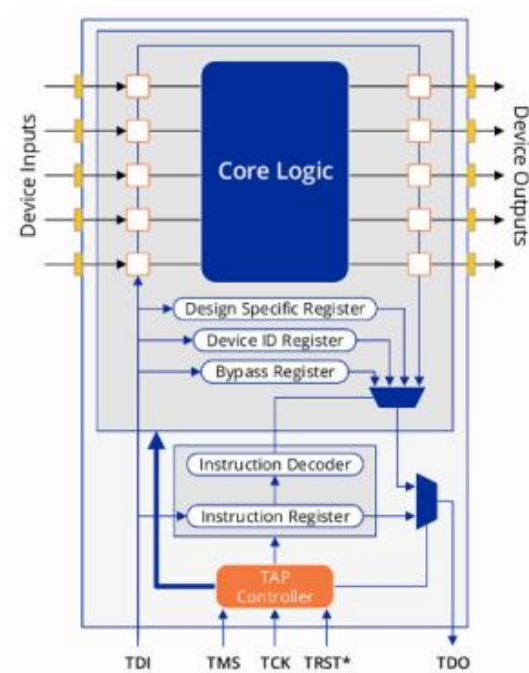 Device Inputs
Core Logic
Device Outputs
Design Specific Register
Device ID Register
Bypass Register
Instruction Decoder
Instruction Register
TAP
Controller
TDI
TMS
TCK
TRST*
TDO